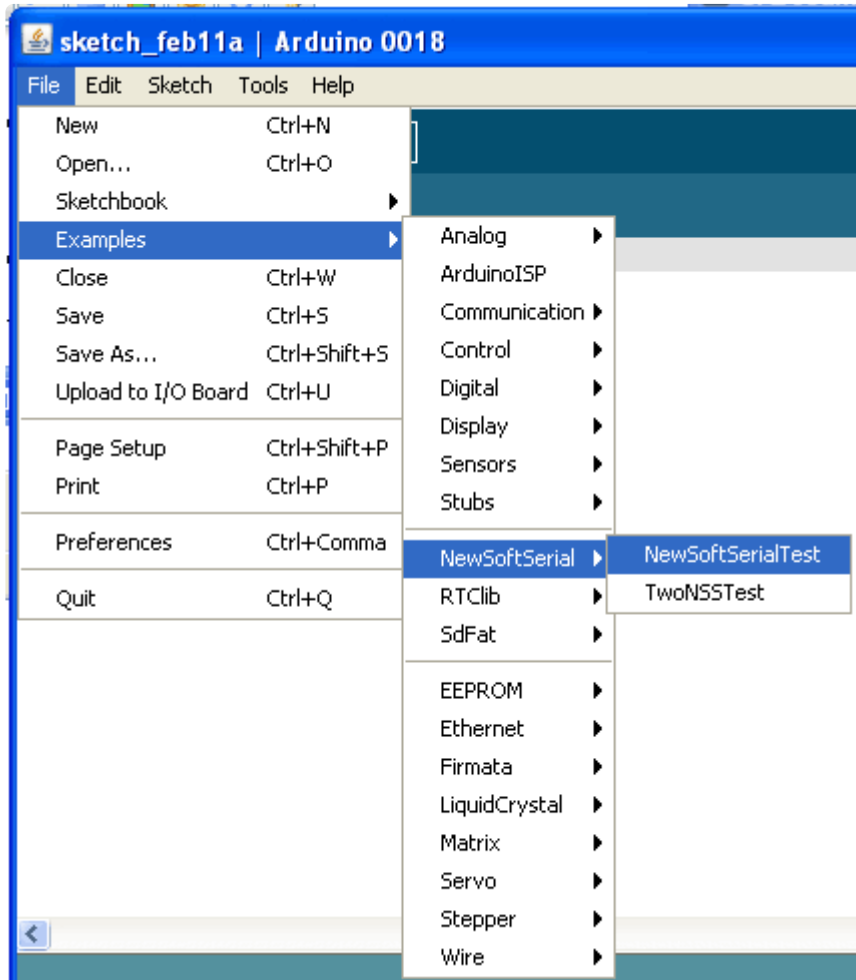 sketch_feb11a | Arduino 0018
File Edit Sketch Tools Help
New Ctrl+N
Open... Ctrl+O
Sketchbook
Examples
Close Ctrl+W
Save Ctrl+S
Save As... Ctrl+Shift+S
Upload to I/O Board Ctrl+U
Page Setup Ctrl+Shift+P
Print Ctrl+P
Preferences Ctrl+Comma
Quit Ctrl+Q
Analog
ArduinoISP
Communication
Control
Digital
Display
Sensors
Stubs
NewSoftSerial
RTClib
SdFat
EEPROM
Ethernet
Firmata
LiquidCrystal
Matrix
Servo
Stepper
Wire
NewSoftSerialTest
TwoNSSTest